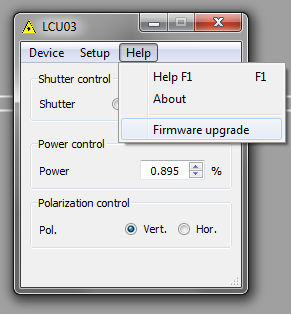 LCU03
Device Setup Help
Help F1 F1
About
Firmware upgrade
Shutter control
Shutter
Power control
Power 0.895 %
Polarization control
Pol. Vert. Hor.